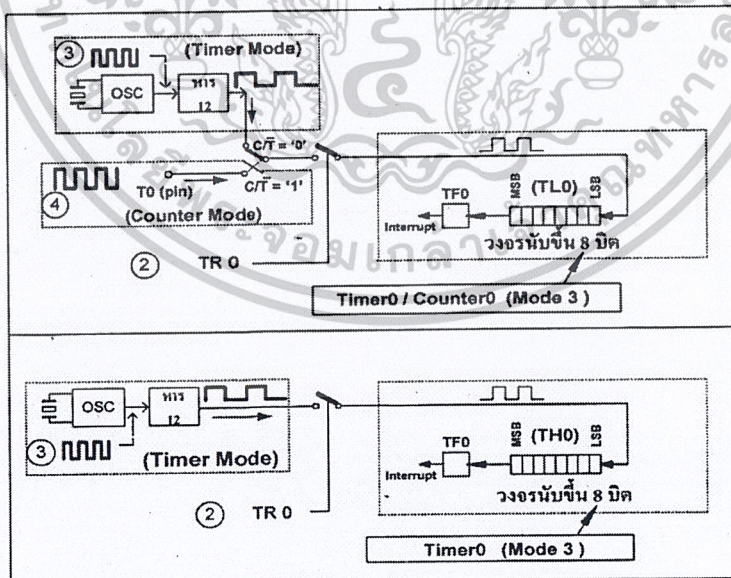 3
(Timer Mode)
OSC
หาร
12
C/T̅ = '0'
4
T0 (pin)
C/T̅ = '1'
(Counter Mode)
2
TR 0
Interrupt
TF0
MSB
(TL0)
LSB
วงจรนับขึ้น 8 บิต
Timer0 / Counter0 (Mode 3 )
OSC
หาร
12
3
(Timer Mode)
2
TR 0
Interrupt
TF0
MSB
(TH0)
LSB
วงจรนับขึ้น 8 บิต
Timer0 (Mode 3 )